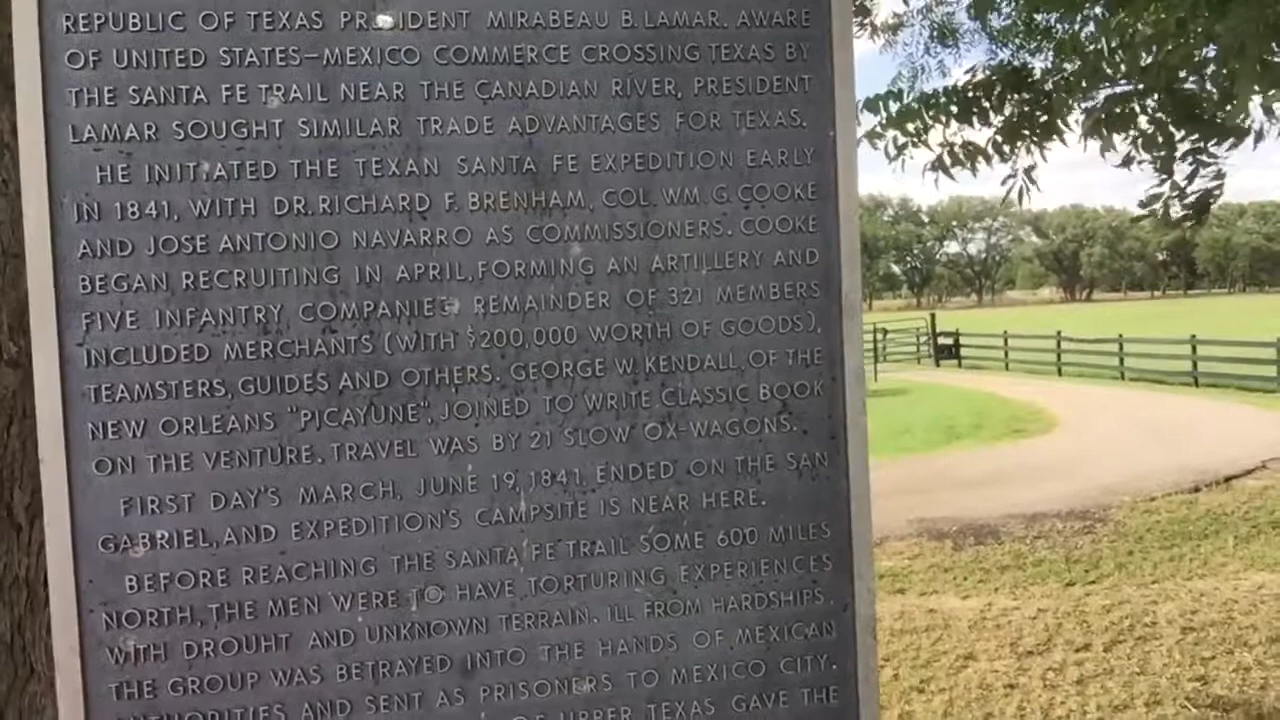 REPUBLIC OF TEXAS PRESIDENT MIRABEAU B. LAMAR. AWARE
OF UNITED STATES–MEXICO COMMERCE CROSSING TEXAS BY
THE SANTA FE TRAIL NEAR THE CANADIAN RIVER, PRESIDENT
LAMAR SOUGHT SIMILAR TRADE ADVANTAGES FOR TEXAS.
HE INITIATED THE TEXAN SANTA FE EXPEDITION EARLY
IN 1841, WITH DR. RICHARD F. BRENHAM, COL. WM. G. COOKE
AND JOSE ANTONIO NAVARRO AS COMMISSIONERS. COOKE
BEGAN RECRUITING IN APRIL, FORMING AN ARTILLERY AND
FIVE INFANTRY COMPANIES. REMAINDER OF 321 MEMBERS
INCLUDED MERCHANTS (WITH $200,000 WORTH OF GOODS),
TEAMSTERS, GUIDES AND OTHERS. GEORGE W. KENDALL, OF THE
NEW ORLEANS "PICAYUNE", JOINED TO WRITE CLASSIC BOOK
ON THE VENTURE. TRAVEL WAS BY 21 SLOW OX-WAGONS.
FIRST DAY'S MARCH, JUNE 19, 1841, ENDED ON THE SAN
GABRIEL, AND EXPEDITION'S CAMPSITE IS NEAR HERE.
BEFORE REACHING THE SANTA FE TRAIL SOME 600 MILES
NORTH, THE MEN WERE TO HAVE TORTURING EXPERIENCES
WITH DROUHT AND UNKNOWN TERRAIN. ILL FROM HARDSHIPS,
THE GROUP WAS BETRAYED INTO THE HANDS OF MEXICAN
AUTHORITIES AND SENT AS PRISONERS TO MEXICO CITY.
OF UPPER TEXAS GAVE THE